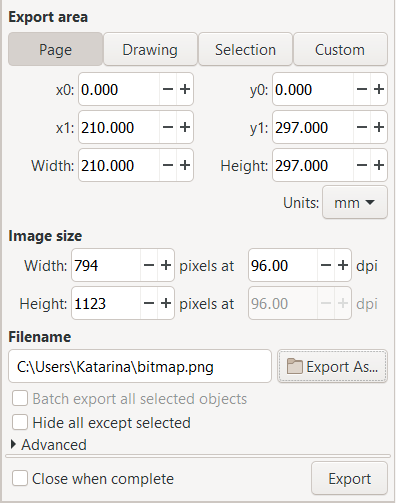 Export area
Page Drawing Selection Custom
x0: 0.000 y0: 0.000
x1: 210.000 y1: 297.000
Width: 210.000 Height: 297.000
Units: mm
Image size
Width: 794 pixels at 96.00 dpi
Height: 1123 pixels at 96.00 dpi
Filename
C:\Users\Katarina\bitmap.png Export As...
Batch export all selected objects
Hide all except selected
Advanced
Close when complete Export